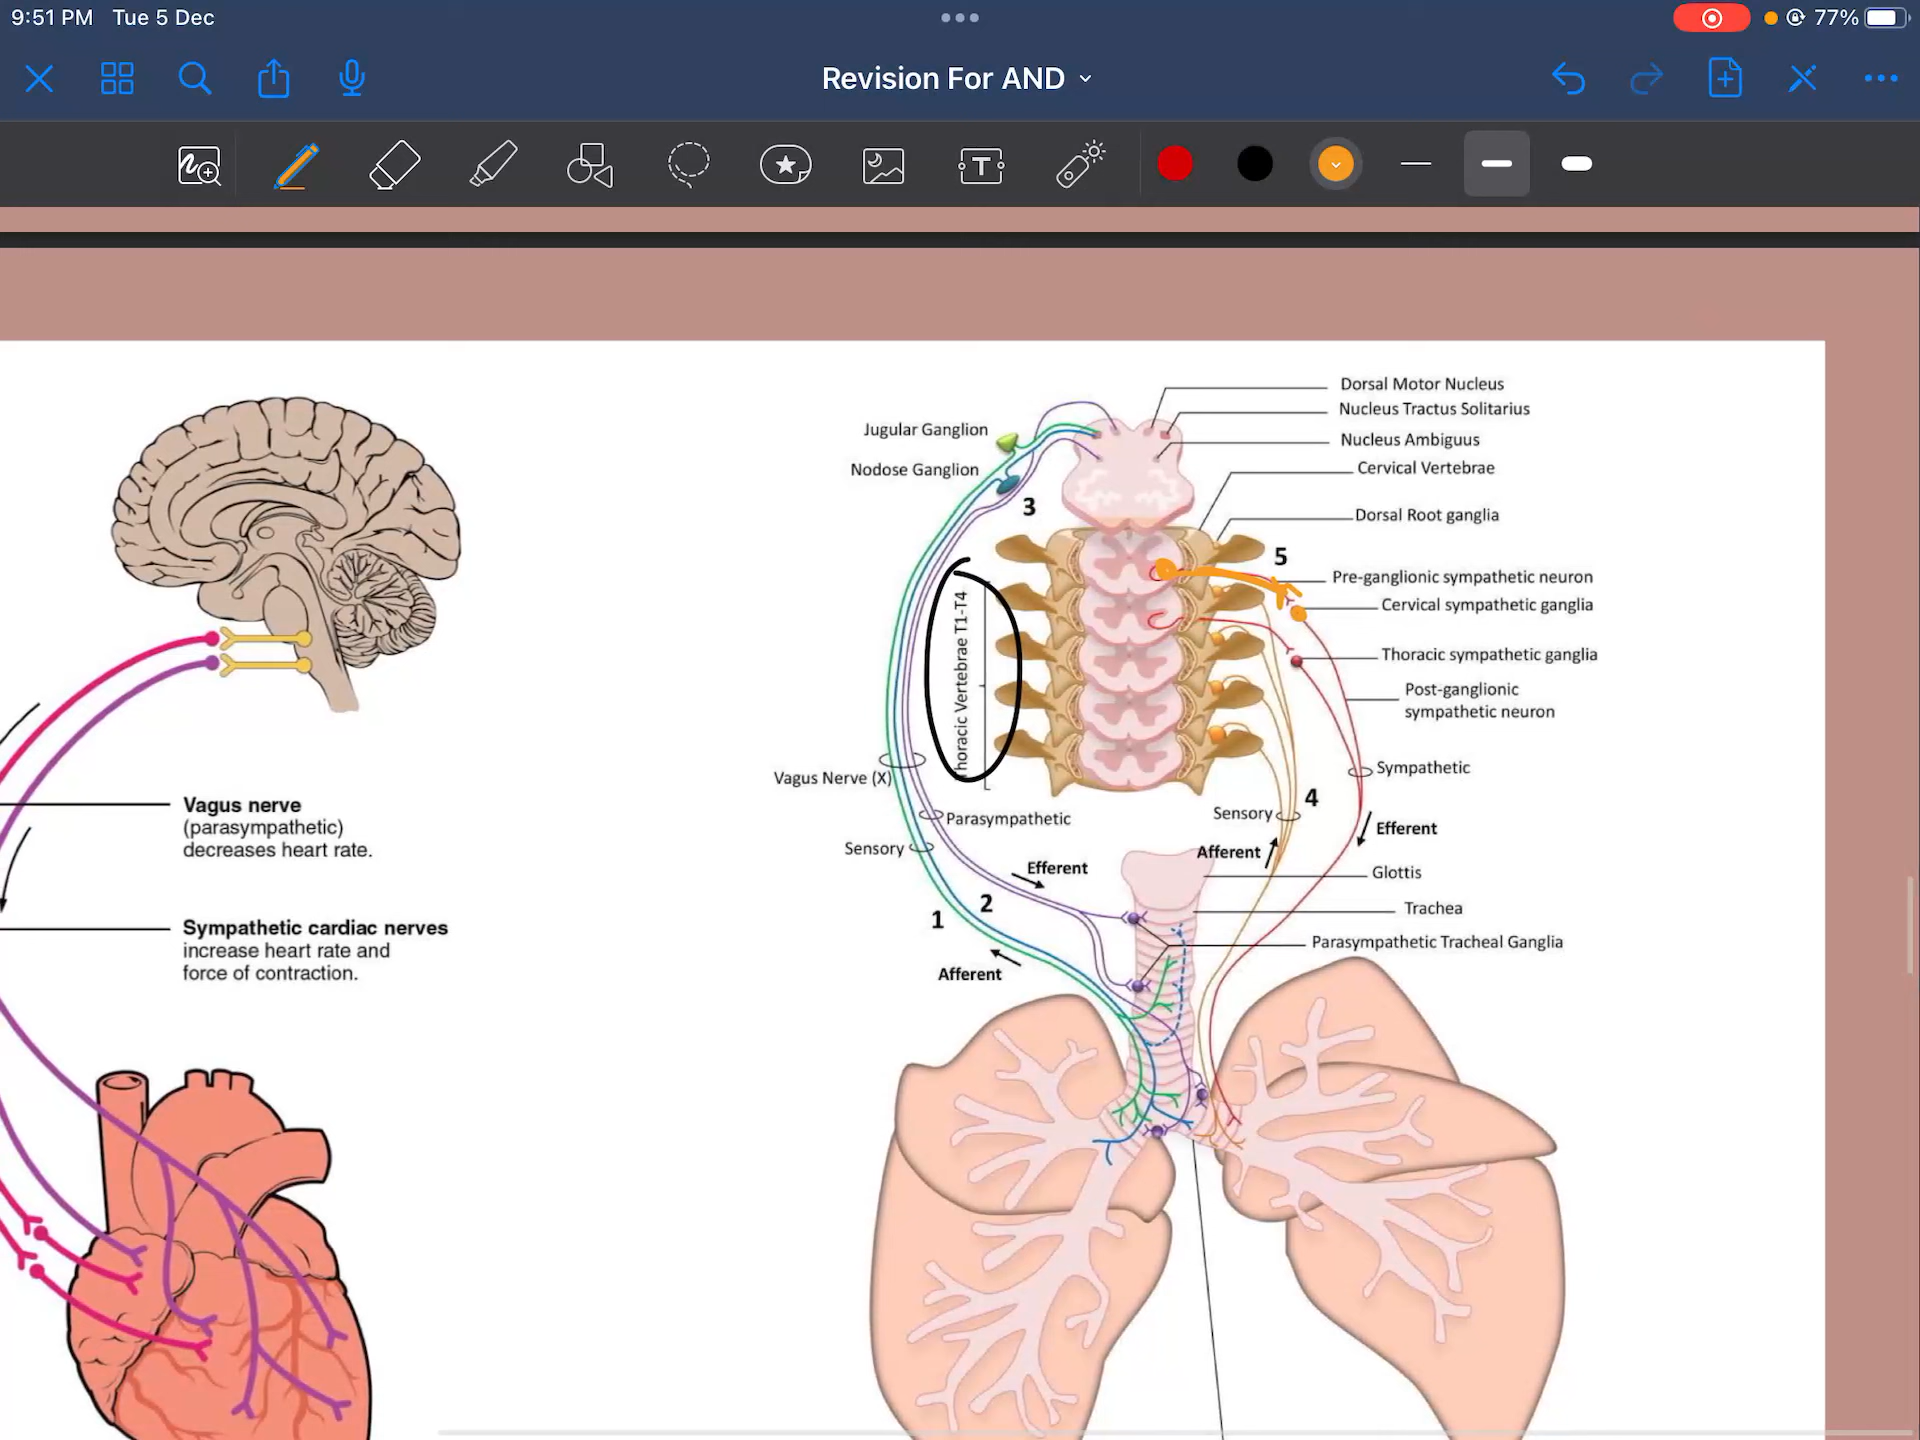 9:51 PM Tue 5 Dec
77%
Revision For AND
T
Dorsal Motor Nucleus
Nucleus Tractus Solitarius
Jugular Ganglion
Nucleus Ambiguus
Nodose Ganglion
Cervical Vertebrae
3
Dorsal Root ganglia
5
Pre-ganglionic sympathetic neuron
Cervical sympathetic ganglia
Thoracic Vertebrae T1-T4
Thoracic sympathetic ganglia
Post-ganglionic
sympathetic neuron
Vagus Nerve (X)
Sympathetic
4
Sensory
Parasympathetic
Efferent
Sensory
Afferent
Efferent
Glottis
2
1
Trachea
Parasympathetic Tracheal Ganglia
Afferent
Vagus nerve
(parasympathetic)
decreases heart rate.
Sympathetic cardiac nerves
increase heart rate and
force of contraction.